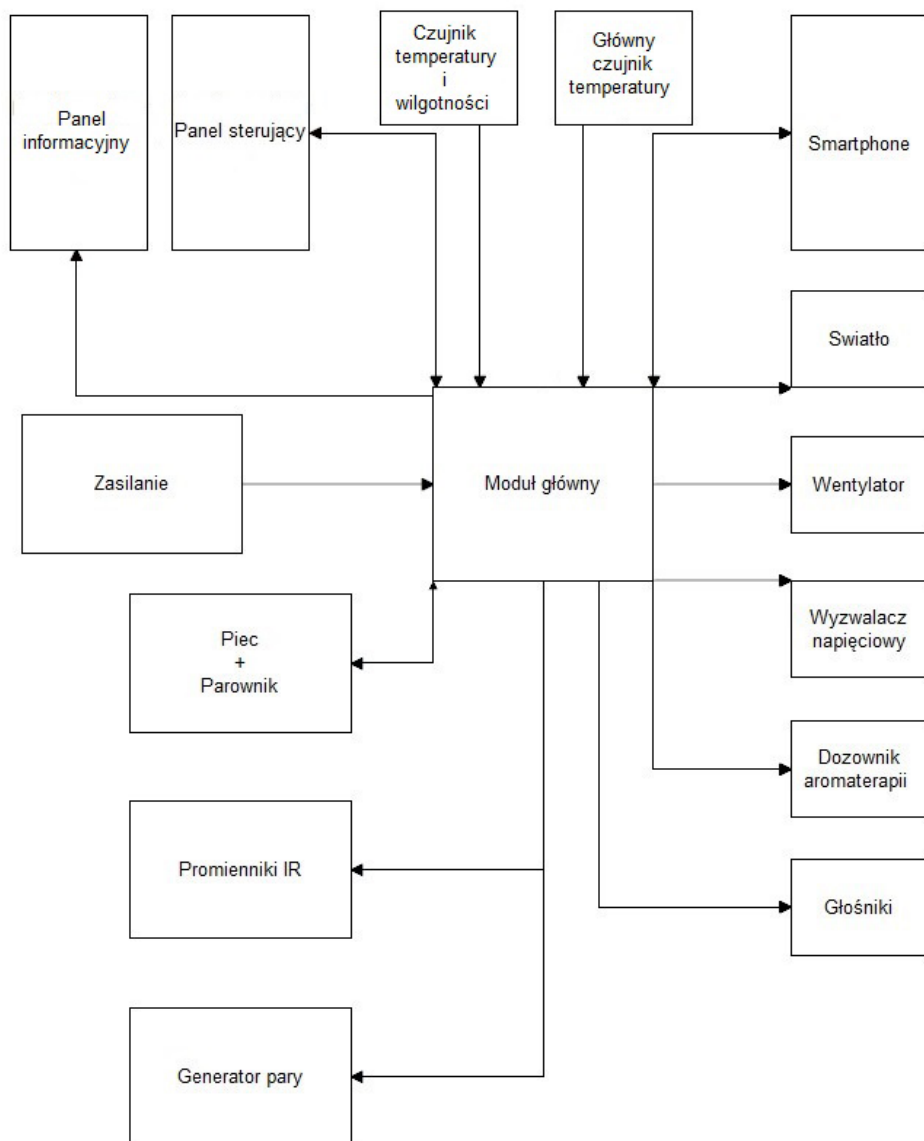 Panel
informacyjny
Panel sterujący
Czujnik
temperatury
i
wilgotności
Główny
czujnik
temperatury
Smartphone
Swiatło
Zasilanie
Moduł główny
Wentylator
Piec
+
Parownik
Wyzwalacz
napięciowy
Dozownik
aromaterapii
Promienniki IR
Głośniki
Generator pary